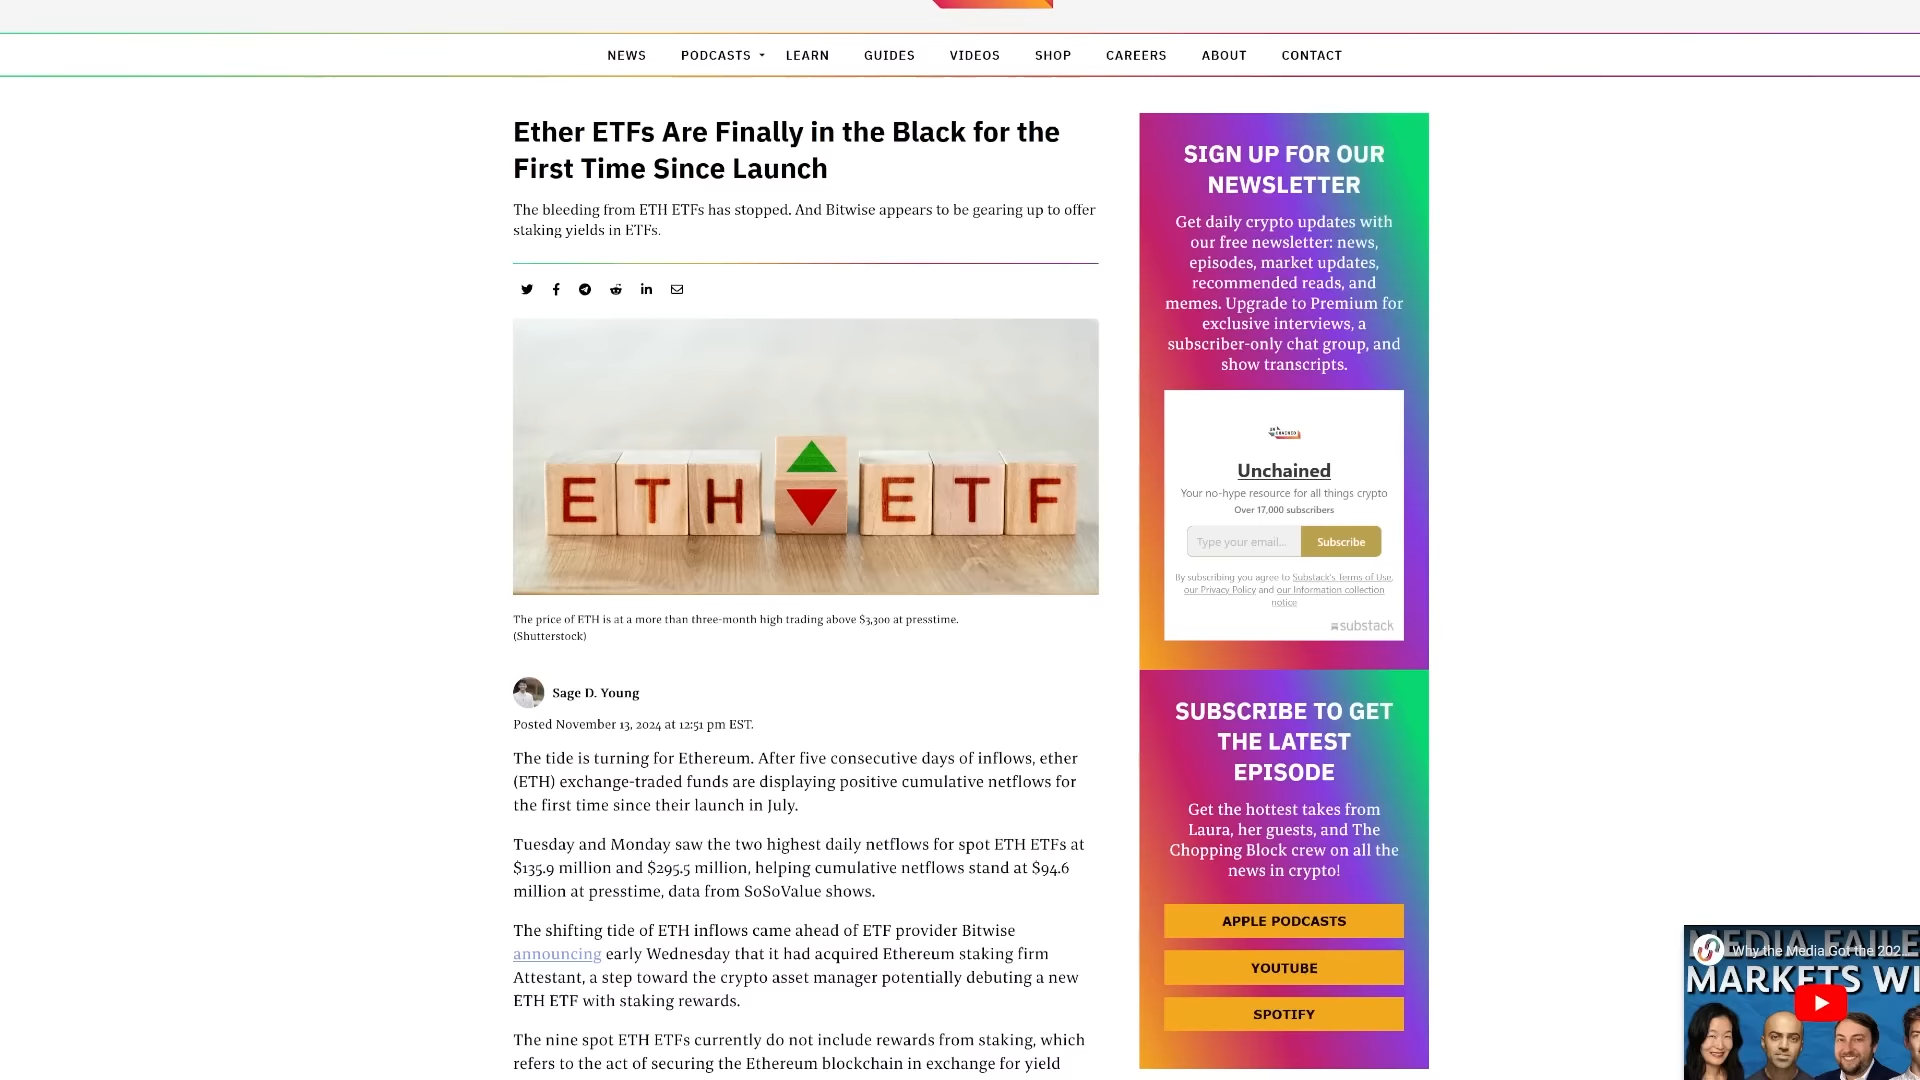 NEWS PODCASTS LEARN GUIDES VIDEOS SHOP CAREERS ABOUT CONTACT
Ether ETFs Are Finally in the Black for the
First Time Since Launch
The bleeding from ETH ETFs has stopped. And Bitwise appears to be gearing up to offer
staking yields in ETFs.
ETH ETF
The price of ETH is at a more than three-month high trading above $3,300 at presstime.
(Shutterstock)
Sage D. Young
Posted November 13, 2024 at 12:51 pm EST.
The tide is turning for Ethereum. After five consecutive days of inflows, ether
(ETH) exchange-traded funds are displaying positive cumulative netflows for
the first time since their launch in July.
Tuesday and Monday saw the two highest daily netflows for spot ETH ETFs at
$135.9 million and $295.5 million, helping cumulative netflows stand at $94.6
million at presstime, data from SoSoValue shows.
The shifting tide of ETH inflows came ahead of ETF provider Bitwise
announcing early Wednesday that it had acquired Ethereum staking firm
Attestant, a step toward the crypto asset manager potentially debuting a new
ETH ETF with staking rewards.
The nine spot ETH ETFs currently do not include rewards from staking, which
refers to the act of securing the Ethereum blockchain in exchange for yield
SIGN UP FOR OUR
NEWSLETTER
Get daily crypto updates with
our free newsletter: news,
episodes, market updates,
recommended reads, and
memes. Upgrade to Premium for
exclusive interviews, a
subscriber-only chat group, and
show transcripts.
UNCHAINED
Unchained
Your no-hype resource for all things crypto
Over 17,000 subscribers
Type your email... Subscribe
By subscribing you agree to Substack's Terms of Use,
our Privacy Policy and our Information collection
notice
substack
SUBSCRIBE TO GET
THE LATEST
EPISODE
Get the hottest takes from
Laura, her guests, and The
Chopping Block crew on all the
news in crypto!
APPLE PODCASTS
YOUTUBE
SPOTIFY
MEDIA FAILE
Why the Media Got the 202...
MARKETS WI